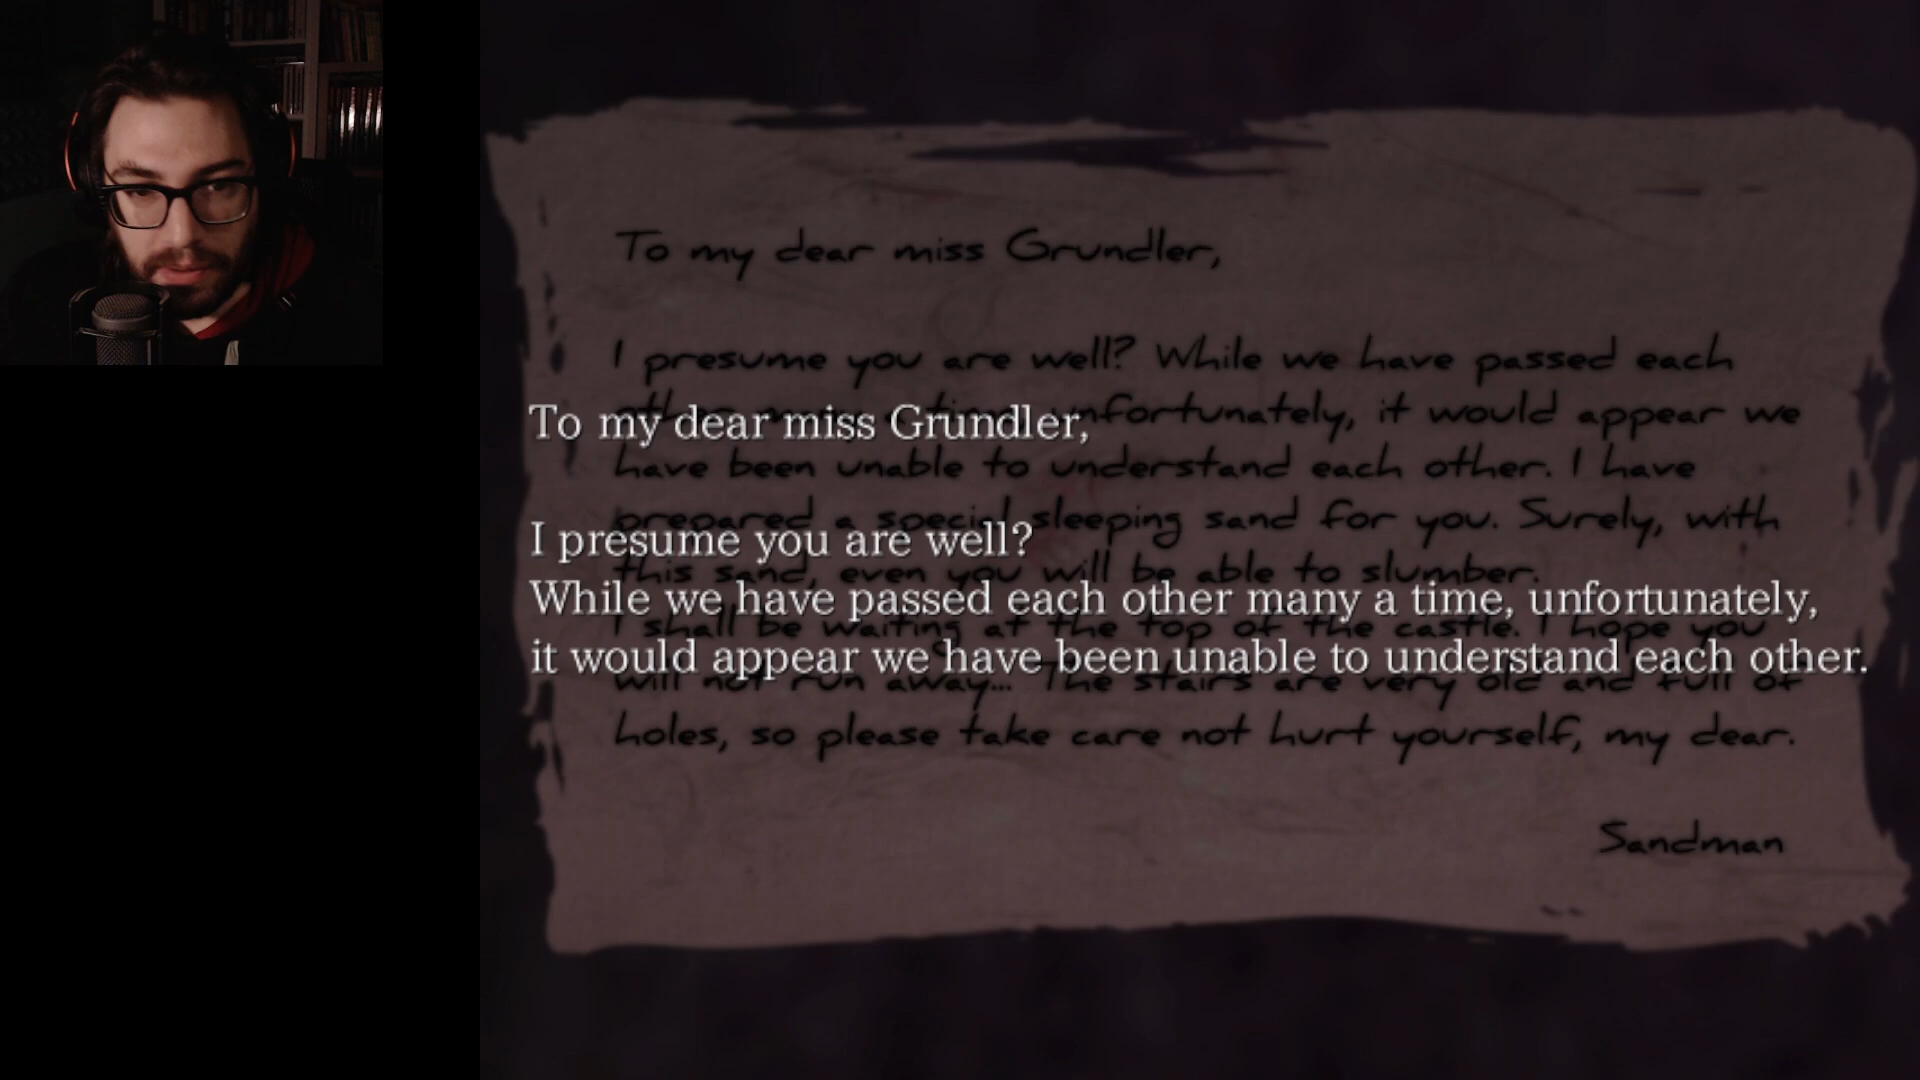 To my dear miss Grundler,
I presume you are well? While we have passed each
other many a time, unfortunately, it would appear we
have been unable to understand each other. I have
prepared a special sleeping sand for you. Surely, with
this sand, even you will be able to slumber.
I shall be waiting at the top of the castle. I hope you
will not run away... The stairs are very old and full of
holes, so please take care not hurt yourself, my dear.
Sandman
To my dear miss Grundler,
I presume you are well?
While we have passed each other many a time, unfortunately,
it would appear we have been unable to understand each other.